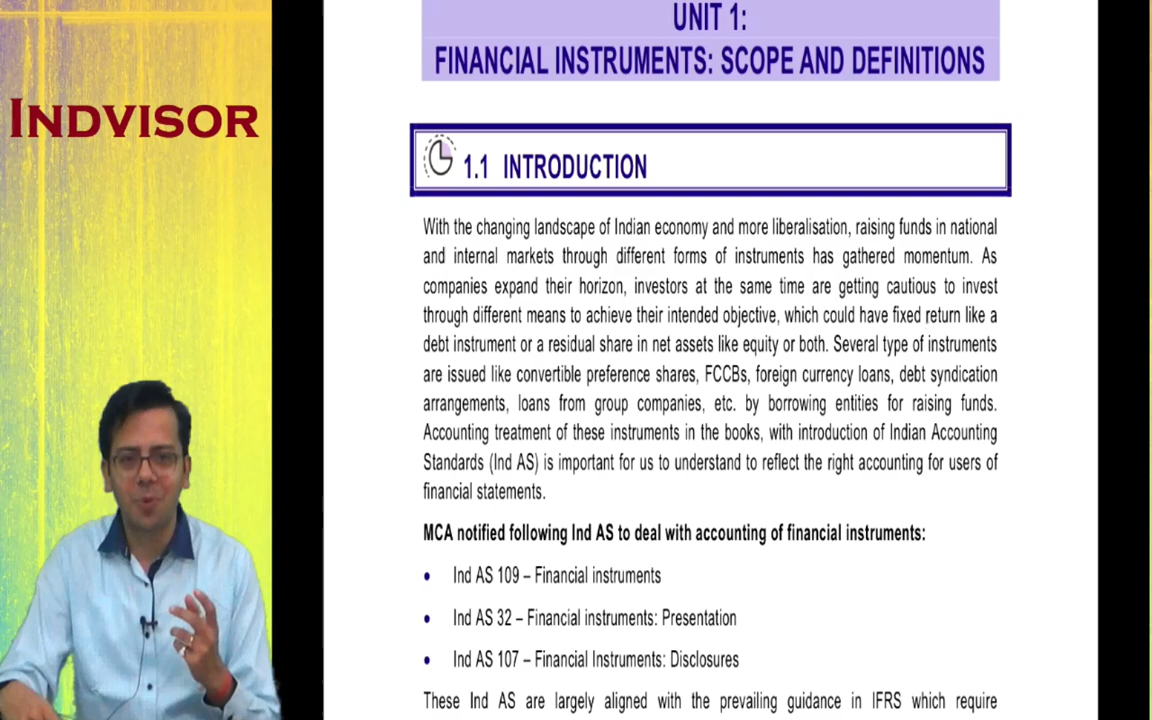 UNIT 1:
FINANCIAL INSTRUMENTS: SCOPE AND DEFINITIONS
INDVISOR
1.1 INTRODUCTION
With the changing landscape of Indian economy and more liberalisation, raising funds in national
and internal markets through different forms of instruments has gathered momentum. As
companies expand their horizon, investors at the same time are getting cautious to invest
through different means to achieve their intended objective, which could have fixed return like a
debt instrument or a residual share in net assets like equity or both. Several type of instruments
are issued like convertible preference shares, FCCBs, foreign currency loans, debt syndication
arrangements, loans from group companies, etc. by borrowing entities for raising funds.
Accounting treatment of these instruments in the books, with introduction of Indian Accounting
Standards (Ind AS) is important for us to understand to reflect the right accounting for users of
financial statements.
MCA notified following Ind AS to deal with accounting of financial instruments:
• Ind AS 109 – Financial instruments
• Ind AS 32 – Financial instruments: Presentation
• Ind AS 107 – Financial Instruments: Disclosures
These Ind AS are largely aligned with the prevailing guidance in IFRS which require